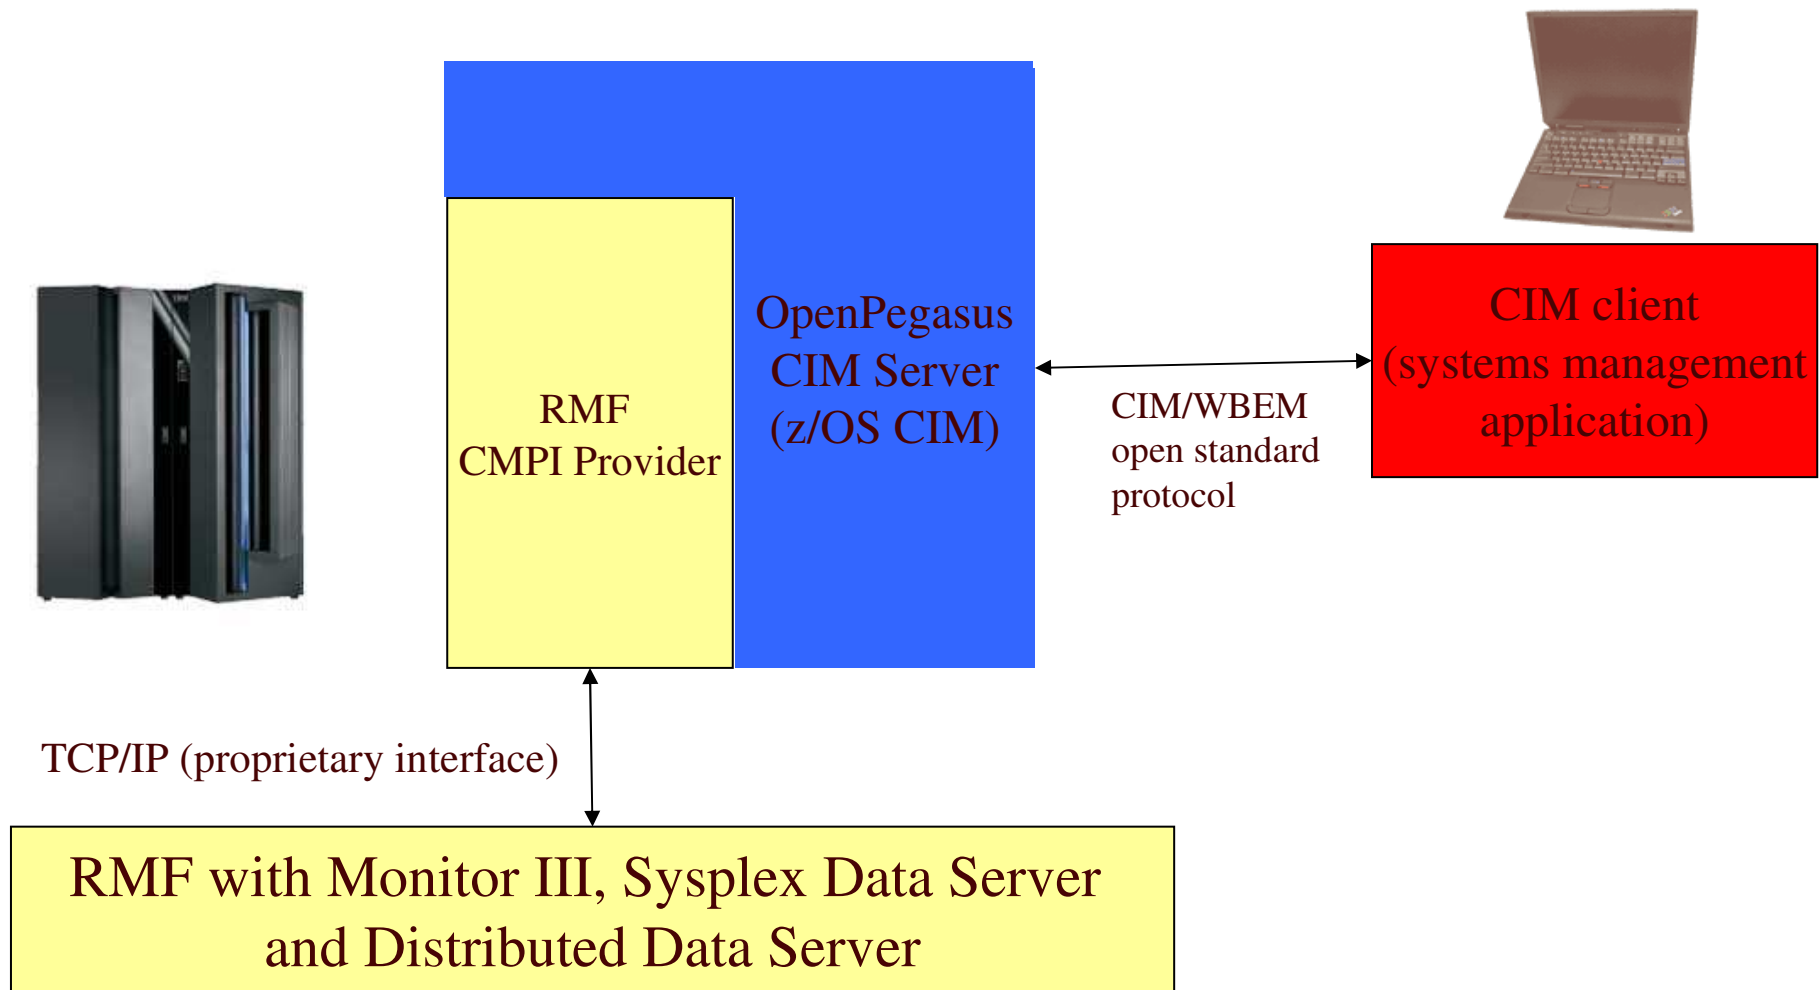 OpenPegasus
CIM Server
(z/OS CIM)
RMF
CMPI Provider
CIM client
(systems management
application)
CIM/WBEM
open standard
protocol
TCP/IP (proprietary interface)
RMF with Monitor III, Sysplex Data Server
and Distributed Data Server